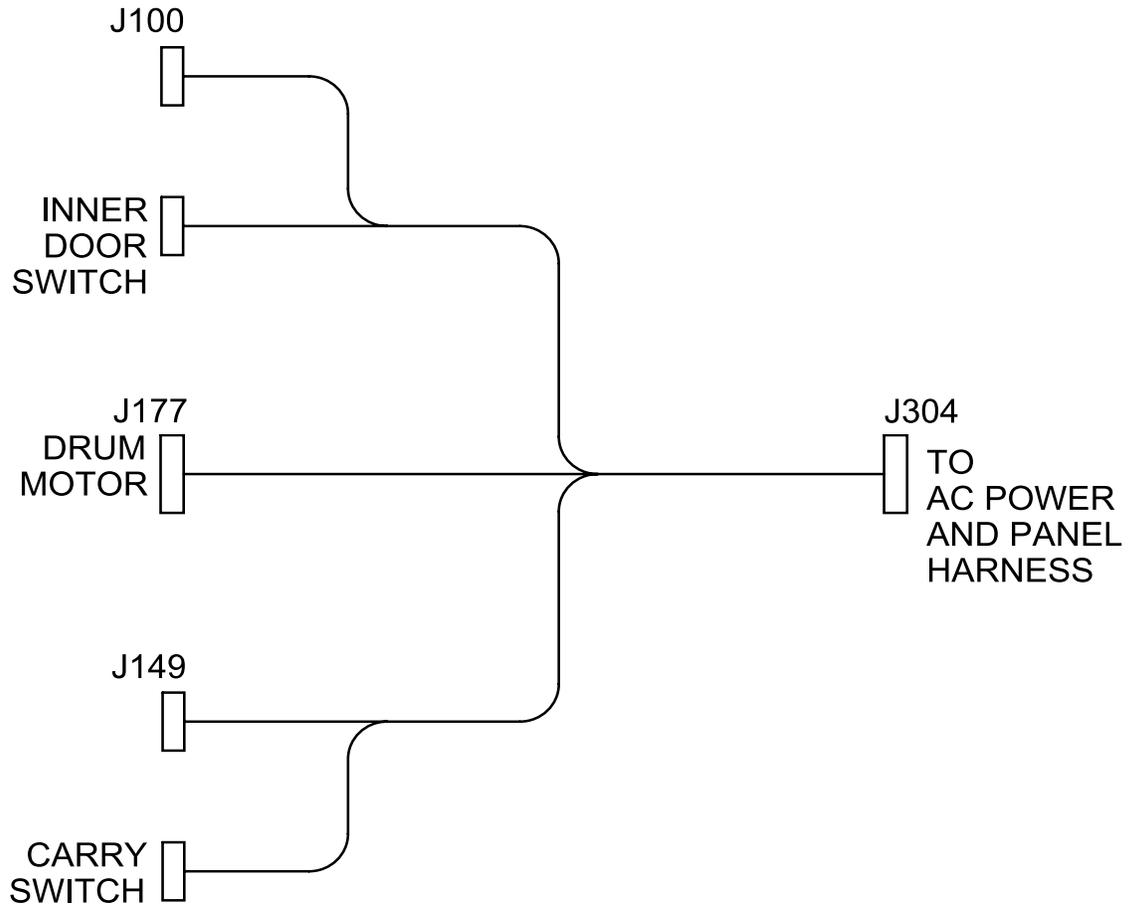 J100
INNER
DOOR
SWITCH
J177
DRUM
MOTOR
J304
TO
AC POWER
AND PANEL
HARNESS
J149
CARRY
SWITCH